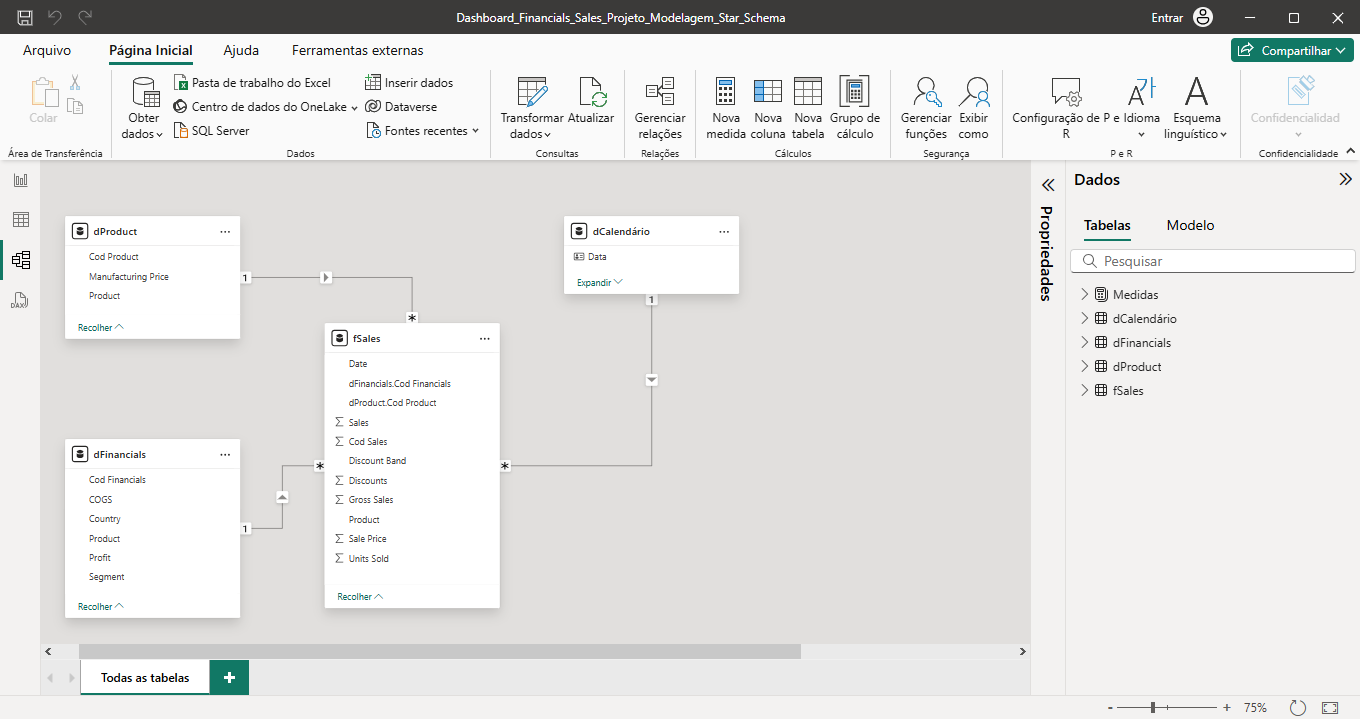 Dashboard_Financials_Sales_Projeto_Modelagem_Star_Schema
Entrar
Arquivo
Página Inicial
Ajuda
Ferramentas externas
Compartilhar
Colar
Área de Transferência
Obter dados
Pasta de trabalho do Excel
Centro de dados do OneLake
SQL Server
Inserir dados
Dataverse
Fontes recentes
Dados
Transformar dados
Atualizar
Consultas
Gerenciar relações
Relações
Nova medida
Nova coluna
Nova tabela
Grupo de cálculo
Cálculos
Gerenciar funções
Exibir como
Segurança
Configuração de P e R
Idioma
Esquema linguístico
P e R
Confidencialidad
Confidencialidade
DAX
dProduct
...
Cod Product
Manufacturing Price
Product
Recolher
1
*
dCalendário
...
Data
Expandir
1
*
fSales
...
Date
dFinancials.Cod Financials
dProduct.Cod Product
Σ Sales
Σ Cod Sales
Discount Band
Σ Discounts
Σ Gross Sales
Product
Σ Sale Price
Σ Units Sold
Recolher
dFinancials
...
Cod Financials
COGS
Country
Product
Profit
Segment
Recolher
1
*
Propriedades
Dados
Tabelas
Modelo
Pesquisar
Medidas
dCalendário
dFinancials
dProduct
fSales
Todas as tabelas
+
- + 75%